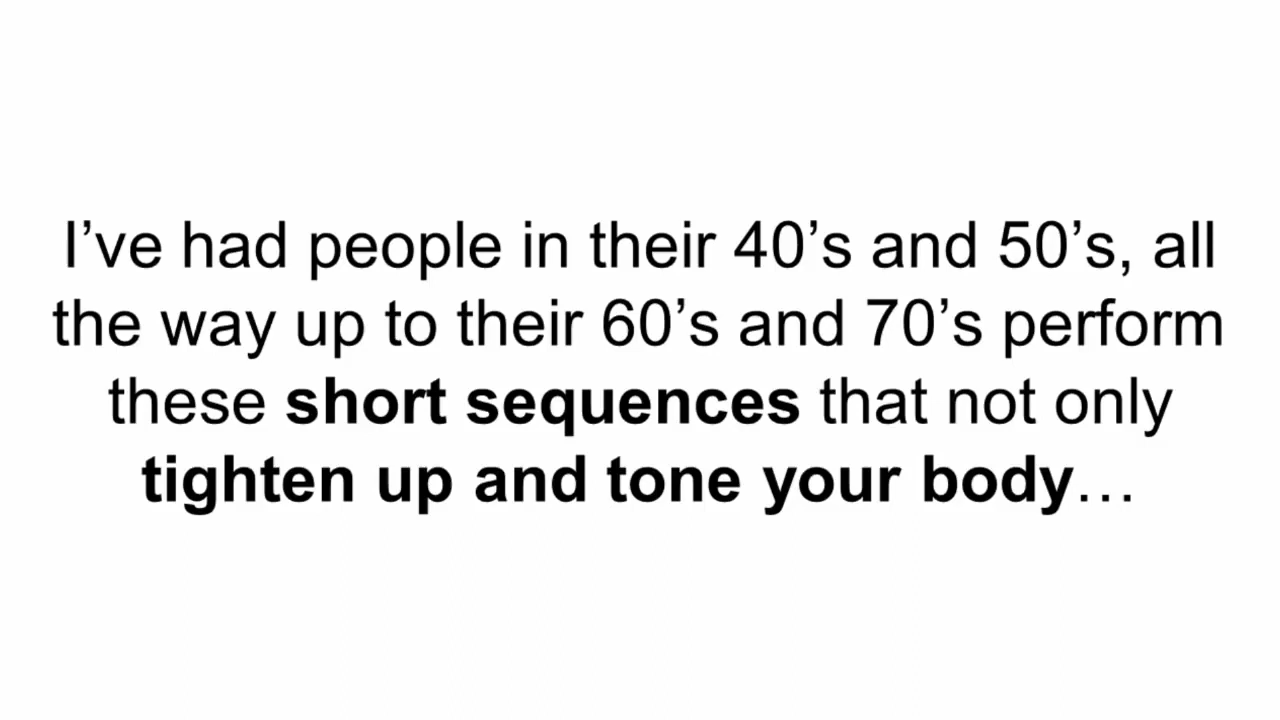 I’ve had people in their 40’s and 50’s, all
the way up to their 60’s and 70’s perform
these short sequences that not only
tighten up and tone your body…